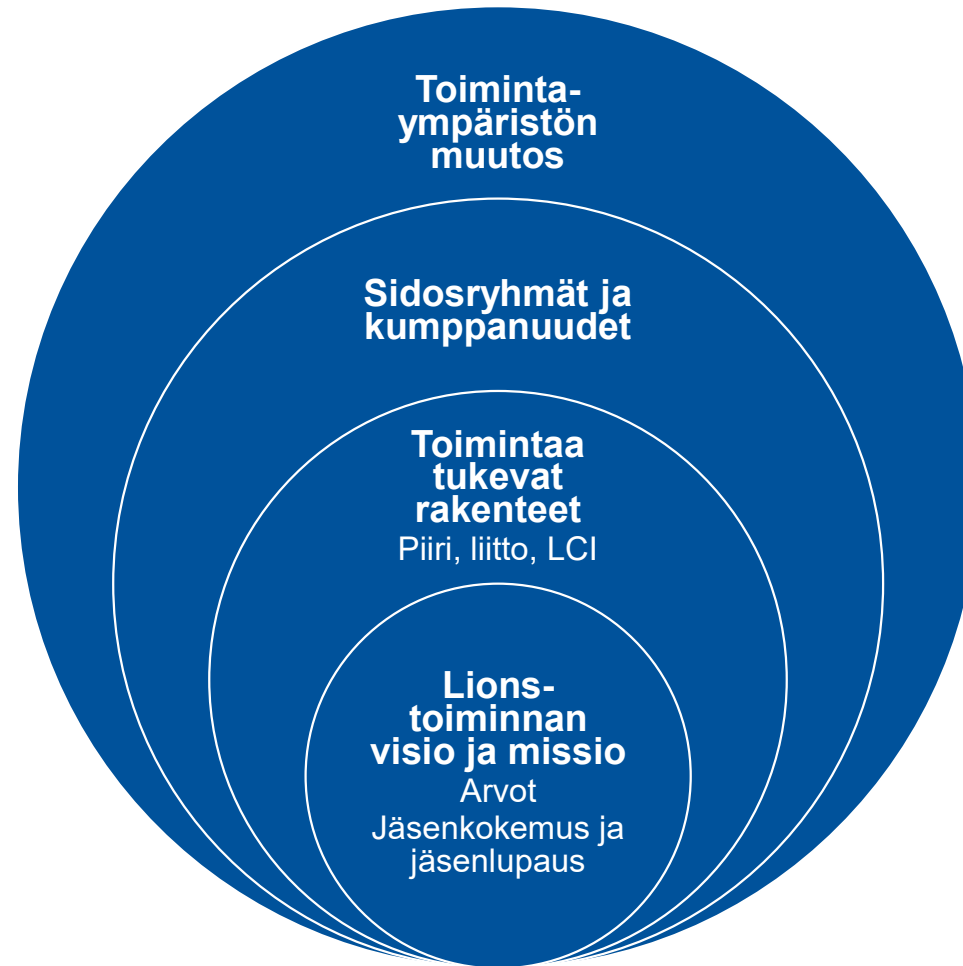 Toiminta-
ympäristön
muutos
Sidosryhmät ja
kumppanuudet
Toimintaa
tukevat
rakenteet
Piiri, liitto, LCI
Lions-
toiminnan
visio ja missio
Arvot
Jäsenkokemus ja
jäsenlupaus